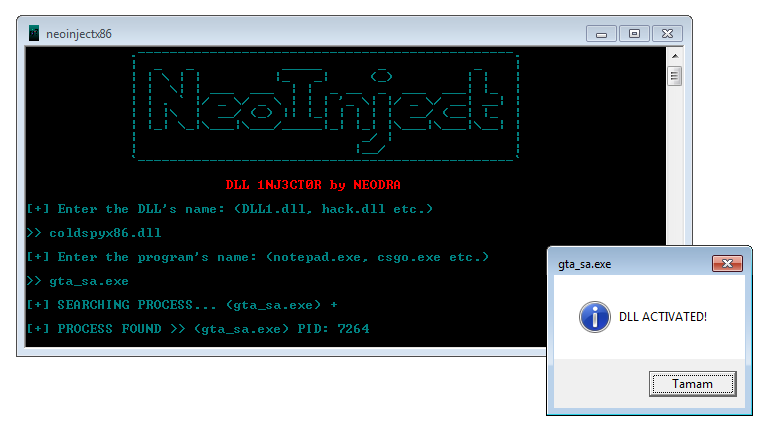 neoinjectx86
NeoInject
DLL 1NJ3CT0R by NEODRA
[+] Enter the DLL's name: (DLL1.dll, hack.dll etc.)
>> coldspyx86.dll
[+] Enter the program's name: (notepad.exe, csgo.exe etc.)
>> gta_sa.exe
[+] SEARCHING PROCESS... (gta_sa.exe) +
[+] PROCESS FOUND >> (gta_sa.exe) PID: 7264
gta_sa.exe
DLL ACTIVATED!
Tamam